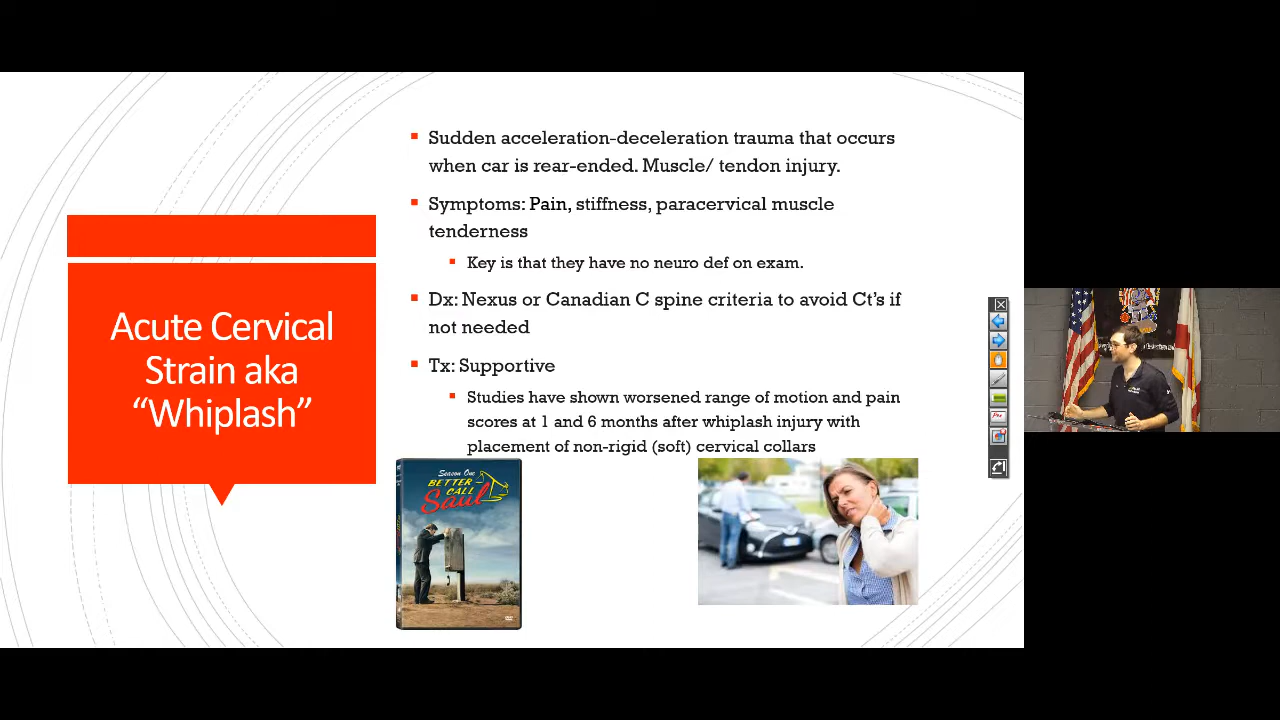 Acute Cervical
Strain aka
“Whiplash”
Sudden acceleration-deceleration trauma that occurs
when car is rear-ended. Muscle/ tendon injury.
Symptoms: Pain, stiffness, paracervical muscle
tenderness
Key is that they have no neuro def on exam.
Dx: Nexus or Canadian C spine criteria to avoid Ct's if
not needed
Tx: Supportive
Studies have shown worsened range of motion and pain
scores at 1 and 6 months after whiplash injury with
placement of non-rigid (soft) cervical collars
Season One
BETTER
CALL
Saul